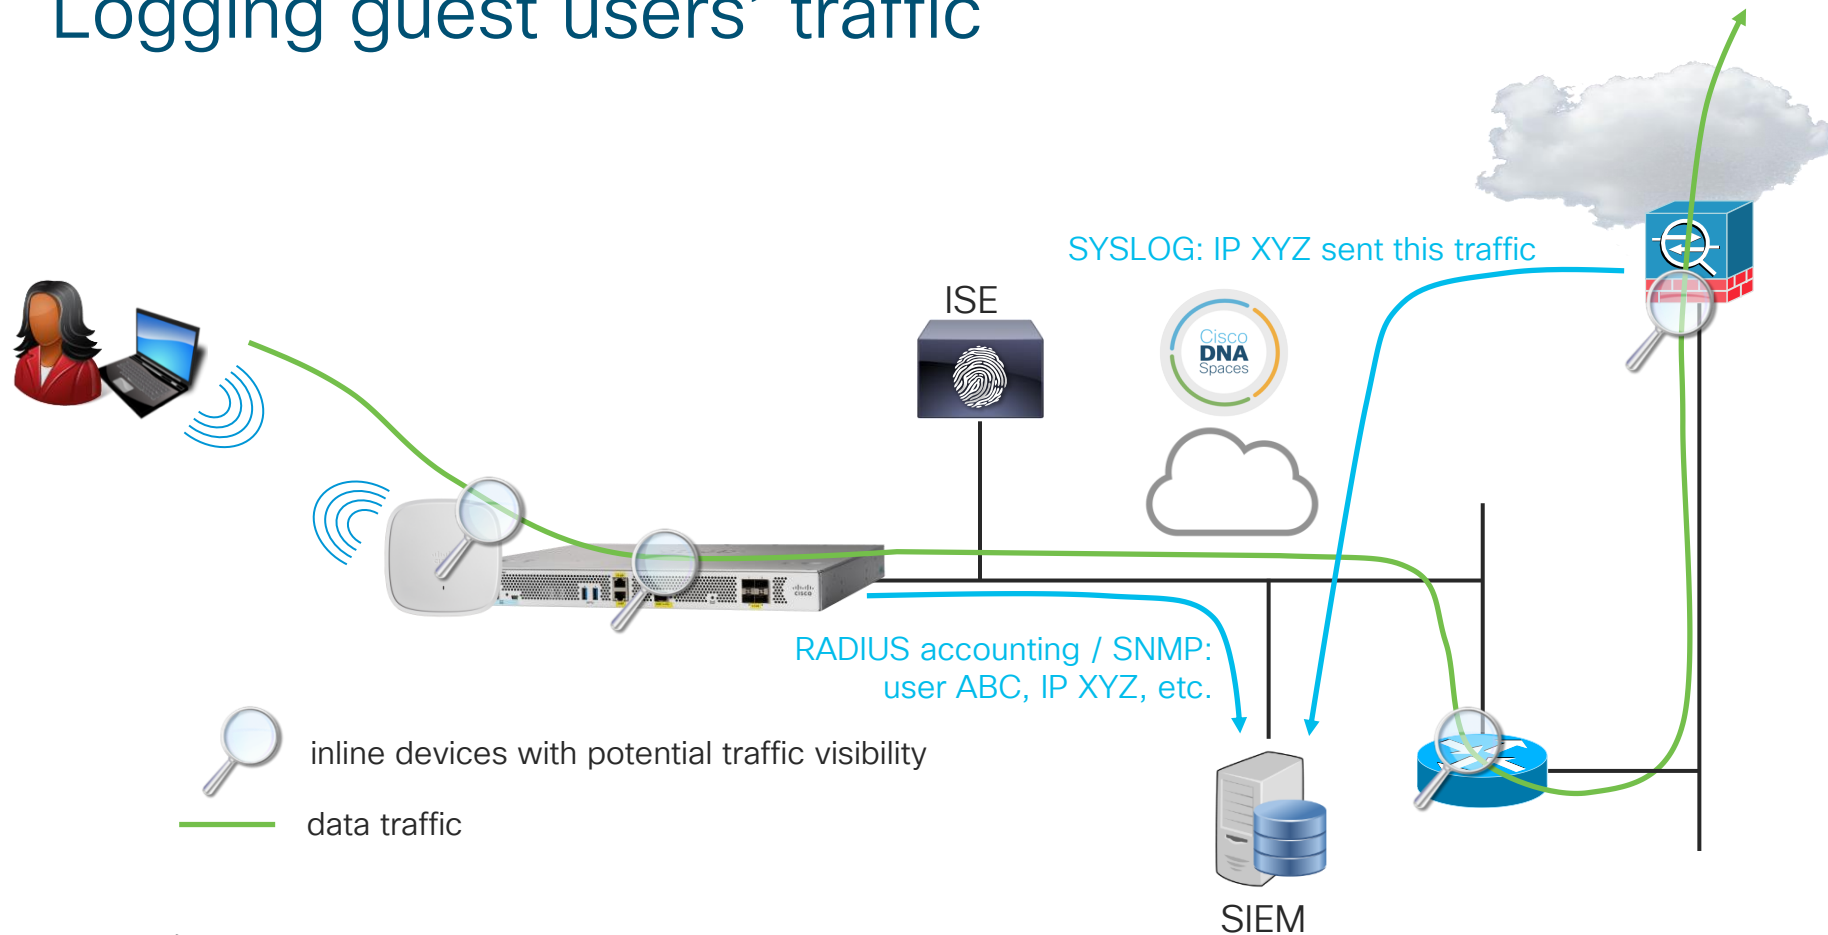 Logging guest users' traffic
SYSLOG: IP XYZ sent this traffic
ISE
Cisco
DNA
Spaces
CISCO
RADIUS accounting / SNMP:
user ABC, IP XYZ, etc.
inline devices with potential traffic visibility
data traffic
SIEM